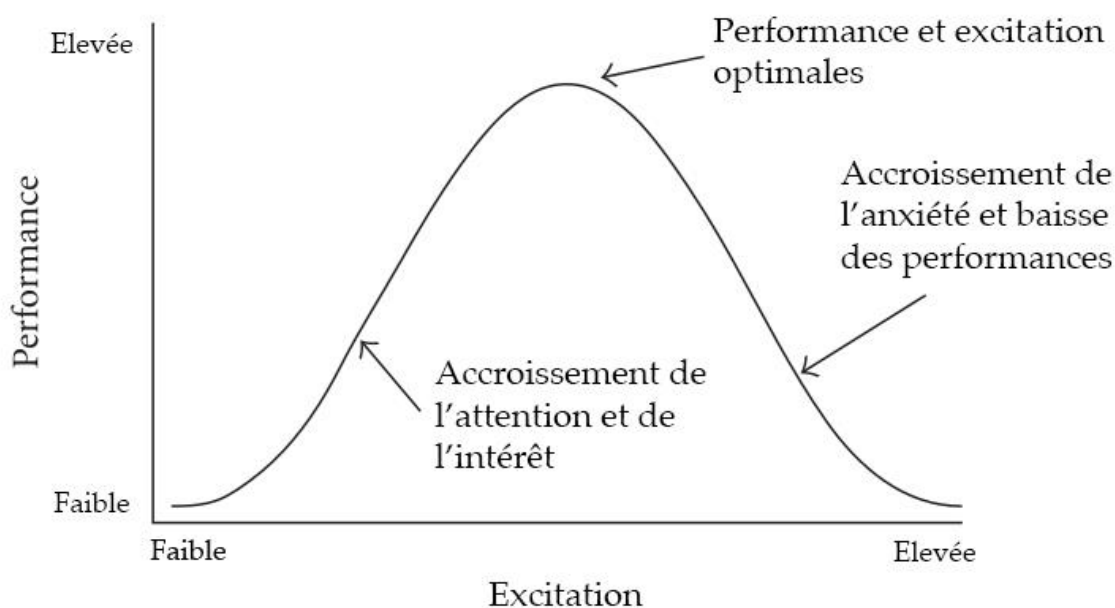 Elevée
Performance et excitation
optimales
Accroissement de
l'anxiété et baisse
des performances
Performance
Accroissement de
l'attention et de
l'intérêt
Faible
Faible
Elevée
Excitation